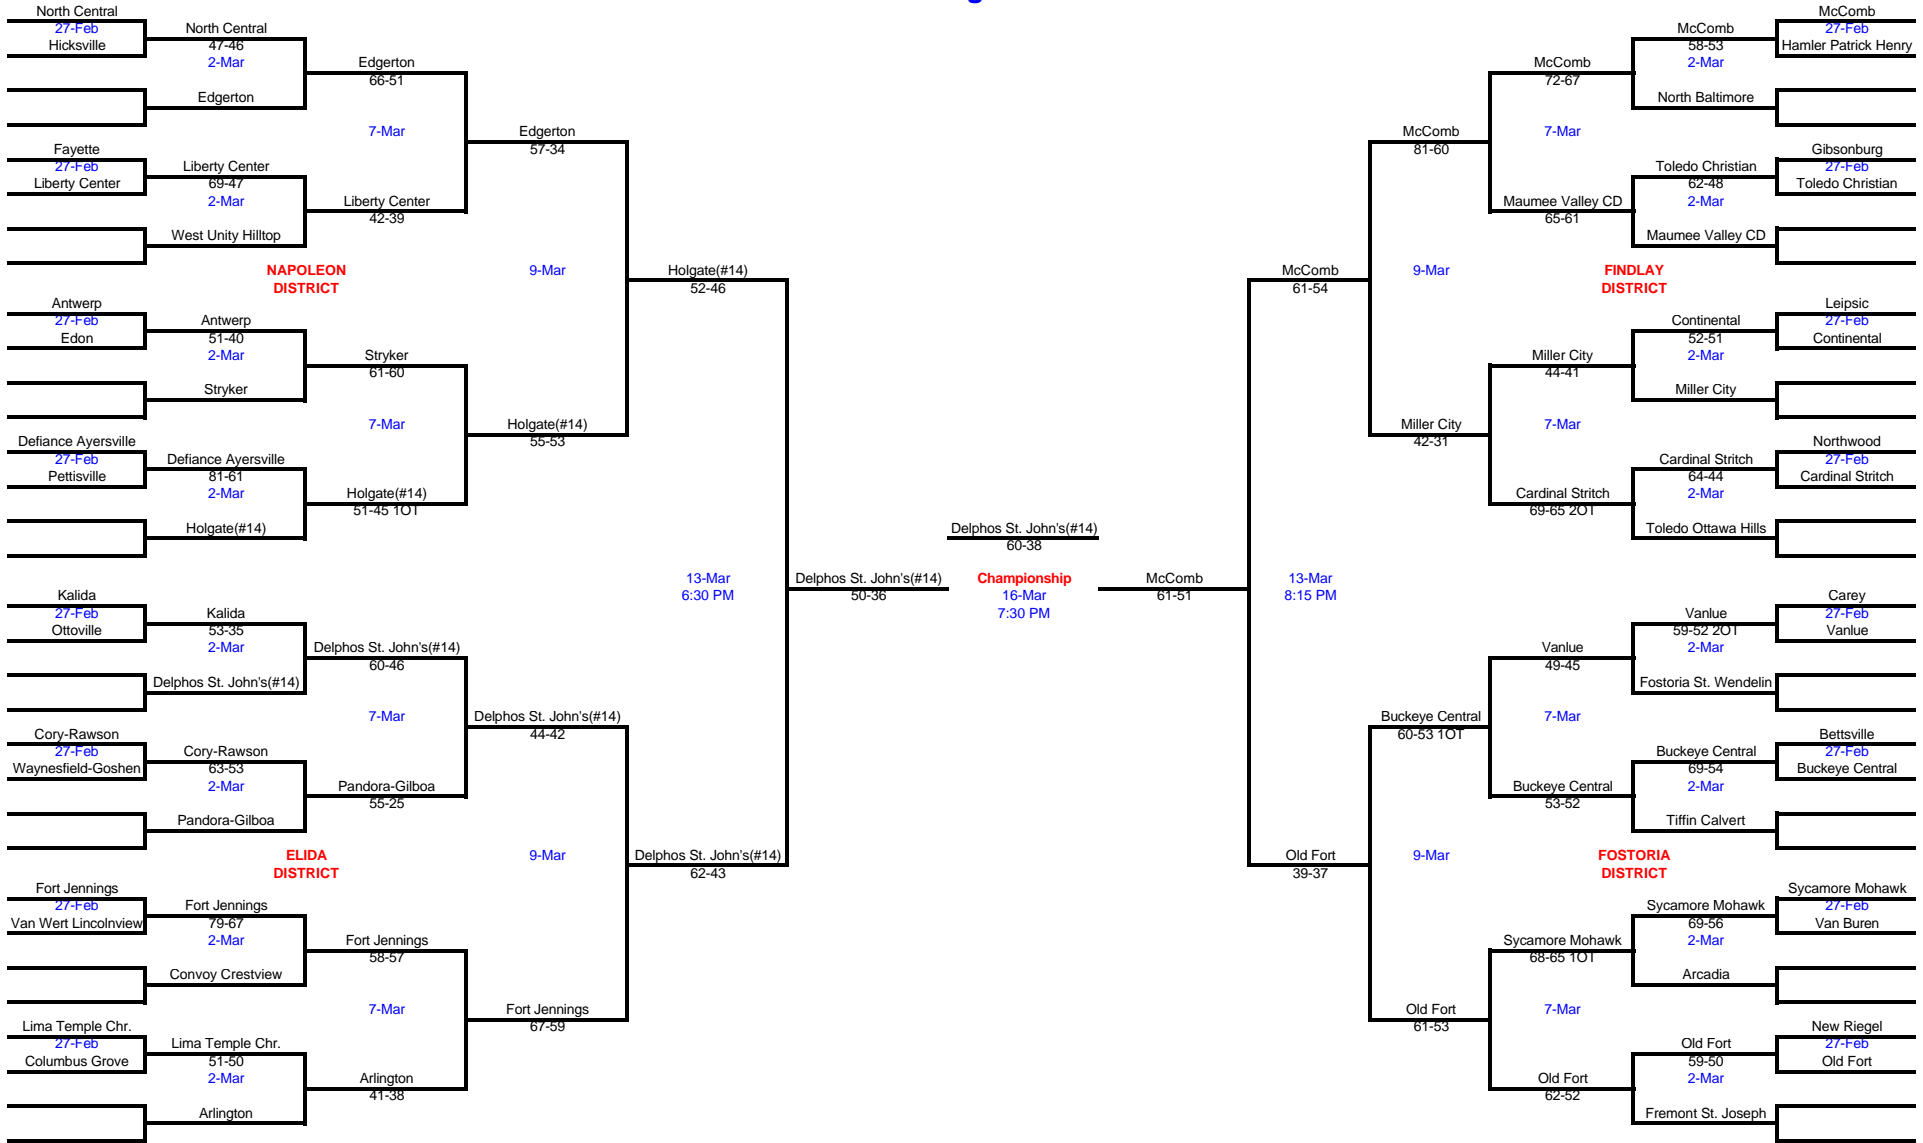 North Central
27-Feb
Hicksville
North Central
47-46
2-Mar
Edgerton
Edgerton
66-51
7-Mar
Fayette
27-Feb
Liberty Center
Liberty Center
69-47
2-Mar
West Unity Hilltop
Liberty Center
42-39
Edgerton
57-34
NAPOLEON
DISTRICT
9-Mar
Antwerp
27-Feb
Edon
Antwerp
51-40
2-Mar
Stryker
Stryker
61-60
7-Mar
Defiance Ayersville
27-Feb
Pettisville
Defiance Ayersville
81-61
2-Mar
Holgate(#14)
Holgate(#14)
51-45 1OT
Holgate(#14)
55-53
Holgate(#14)
52-46
13-Mar
6:30 PM
Kalida
27-Feb
Ottoville
Kalida
53-35
2-Mar
Delphos St. John's(#14)
Delphos St. John's(#14)
60-46
7-Mar
Cory-Rawson
27-Feb
Waynesfield-Goshen
Cory-Rawson
63-53
2-Mar
Pandora-Gilboa
Pandora-Gilboa
55-25
Delphos St. John's(#14)
44-42
ELIDA
DISTRICT
9-Mar
Fort Jennings
27-Feb
Van Wert Lincolnview
Fort Jennings
79-67
2-Mar
Convoy Crestview
Fort Jennings
58-57
7-Mar
Lima Temple Chr.
27-Feb
Columbus Grove
Lima Temple Chr.
51-50
2-Mar
Arlington
Arlington
41-38
Fort Jennings
67-59
Delphos St. John's(#14)
62-43
Delphos St. John's(#14)
50-36
Delphos St. John's(#14)
60-38
Championship
16-Mar
7:30 PM
McComb
61-51
13-Mar
8:15 PM
McComb
61-54
McComb
81-60
McComb
72-67
McComb
58-53
2-Mar
North Baltimore
McComb
27-Feb
Hamler Patrick Henry
7-Mar
Maumee Valley CD
65-61
Toledo Christian
62-48
2-Mar
Maumee Valley CD
Gibsonburg
27-Feb
Toledo Christian
9-Mar
FINDLAY
DISTRICT
Miller City
42-31
Miller City
44-41
Continental
52-51
2-Mar
Miller City
Leipsic
27-Feb
Continental
7-Mar
Cardinal Stritch
69-65 2OT
Cardinal Stritch
64-44
2-Mar
Toledo Ottawa Hills
Northwood
27-Feb
Cardinal Stritch
Old Fort
39-37
Buckeye Central
60-53 1OT
Vanlue
49-45
Vanlue
59-52 2OT
2-Mar
Fostoria St. Wendelin
Carey
27-Feb
Vanlue
7-Mar
Buckeye Central
53-52
Buckeye Central
69-54
2-Mar
Tiffin Calvert
Bettsville
27-Feb
Buckeye Central
9-Mar
FOSTORIA
DISTRICT
Old Fort
61-53
Sycamore Mohawk
68-65 1OT
Sycamore Mohawk
69-56
2-Mar
Arcadia
Sycamore Mohawk
27-Feb
Van Buren
7-Mar
Old Fort
62-52
Old Fort
59-50
2-Mar
Fremont St. Joseph
New Riegel
27-Feb
Old Fort